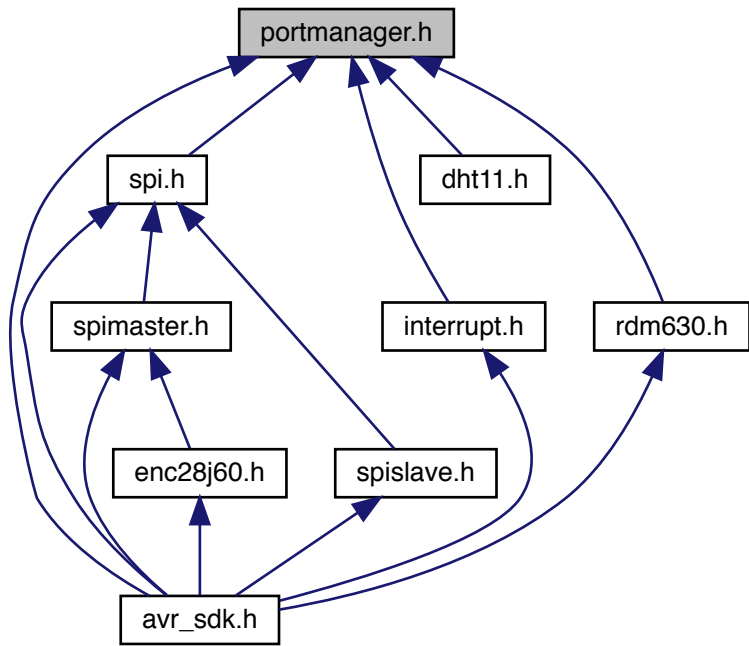 portmanager.h
spi.h
dht11.h
spimaster.h
interrupt.h
rdm630.h
enc28j60.h
spislave.h
avr_sdk.h